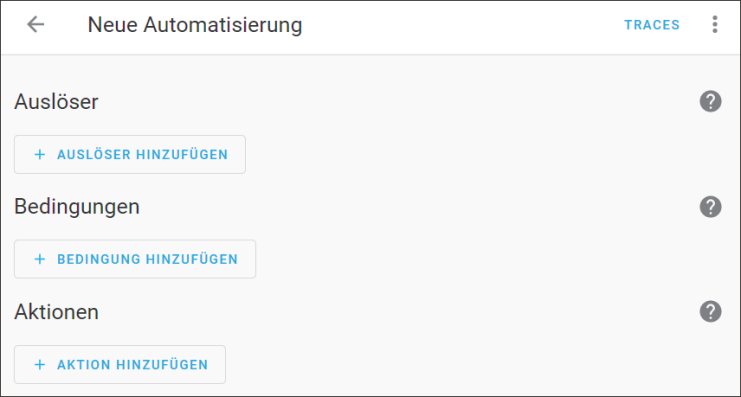 Neue Automatisierung TRACES
Auslöser
+ AUSLÖSER HINZUFÜGEN
Bedingungen
+ BEDINGUNG HINZUFÜGEN
Aktionen
+ AKTION HINZUFÜGEN